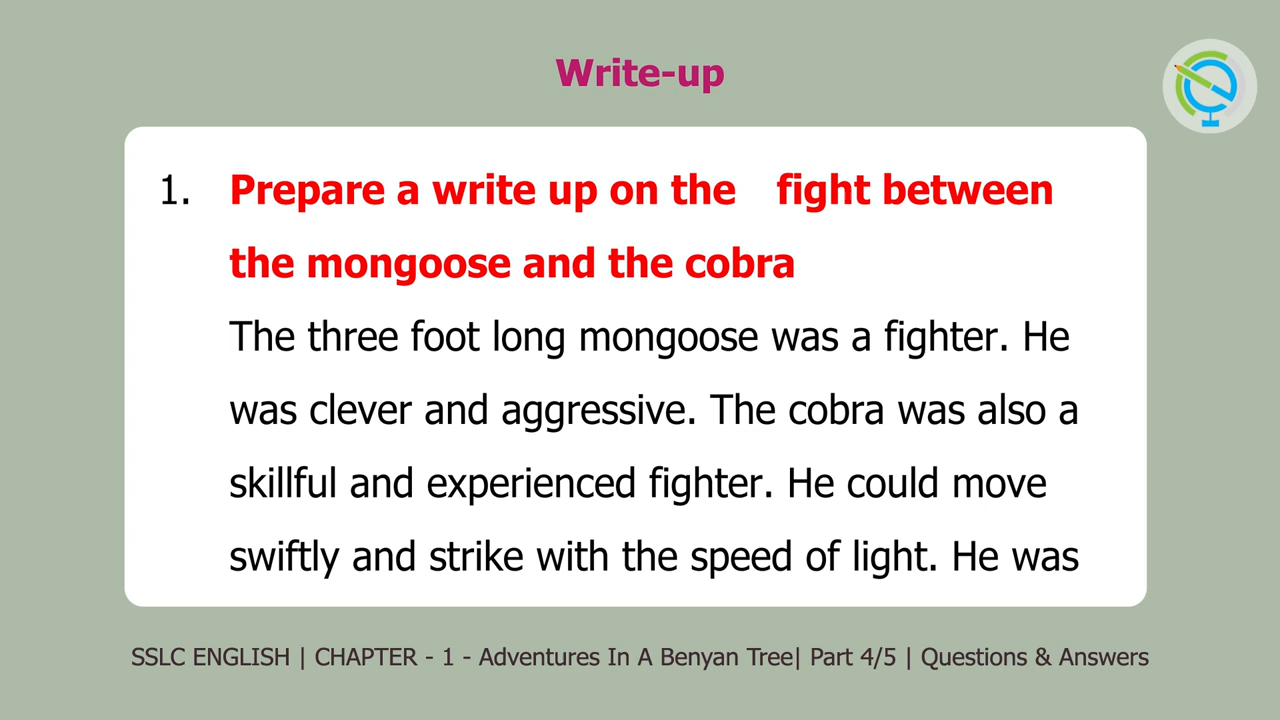 Write-up
1. Prepare a write up on the fight between
the mongoose and the cobra
The three foot long mongoose was a fighter. He
was clever and aggressive. The cobra was also a
skillful and experienced fighter. He could move
swiftly and strike with the speed of light. He was
SSLC ENGLISH | CHAPTER - 1 - Adventures In A Benyan Tree| Part 4/5 | Questions & Answers